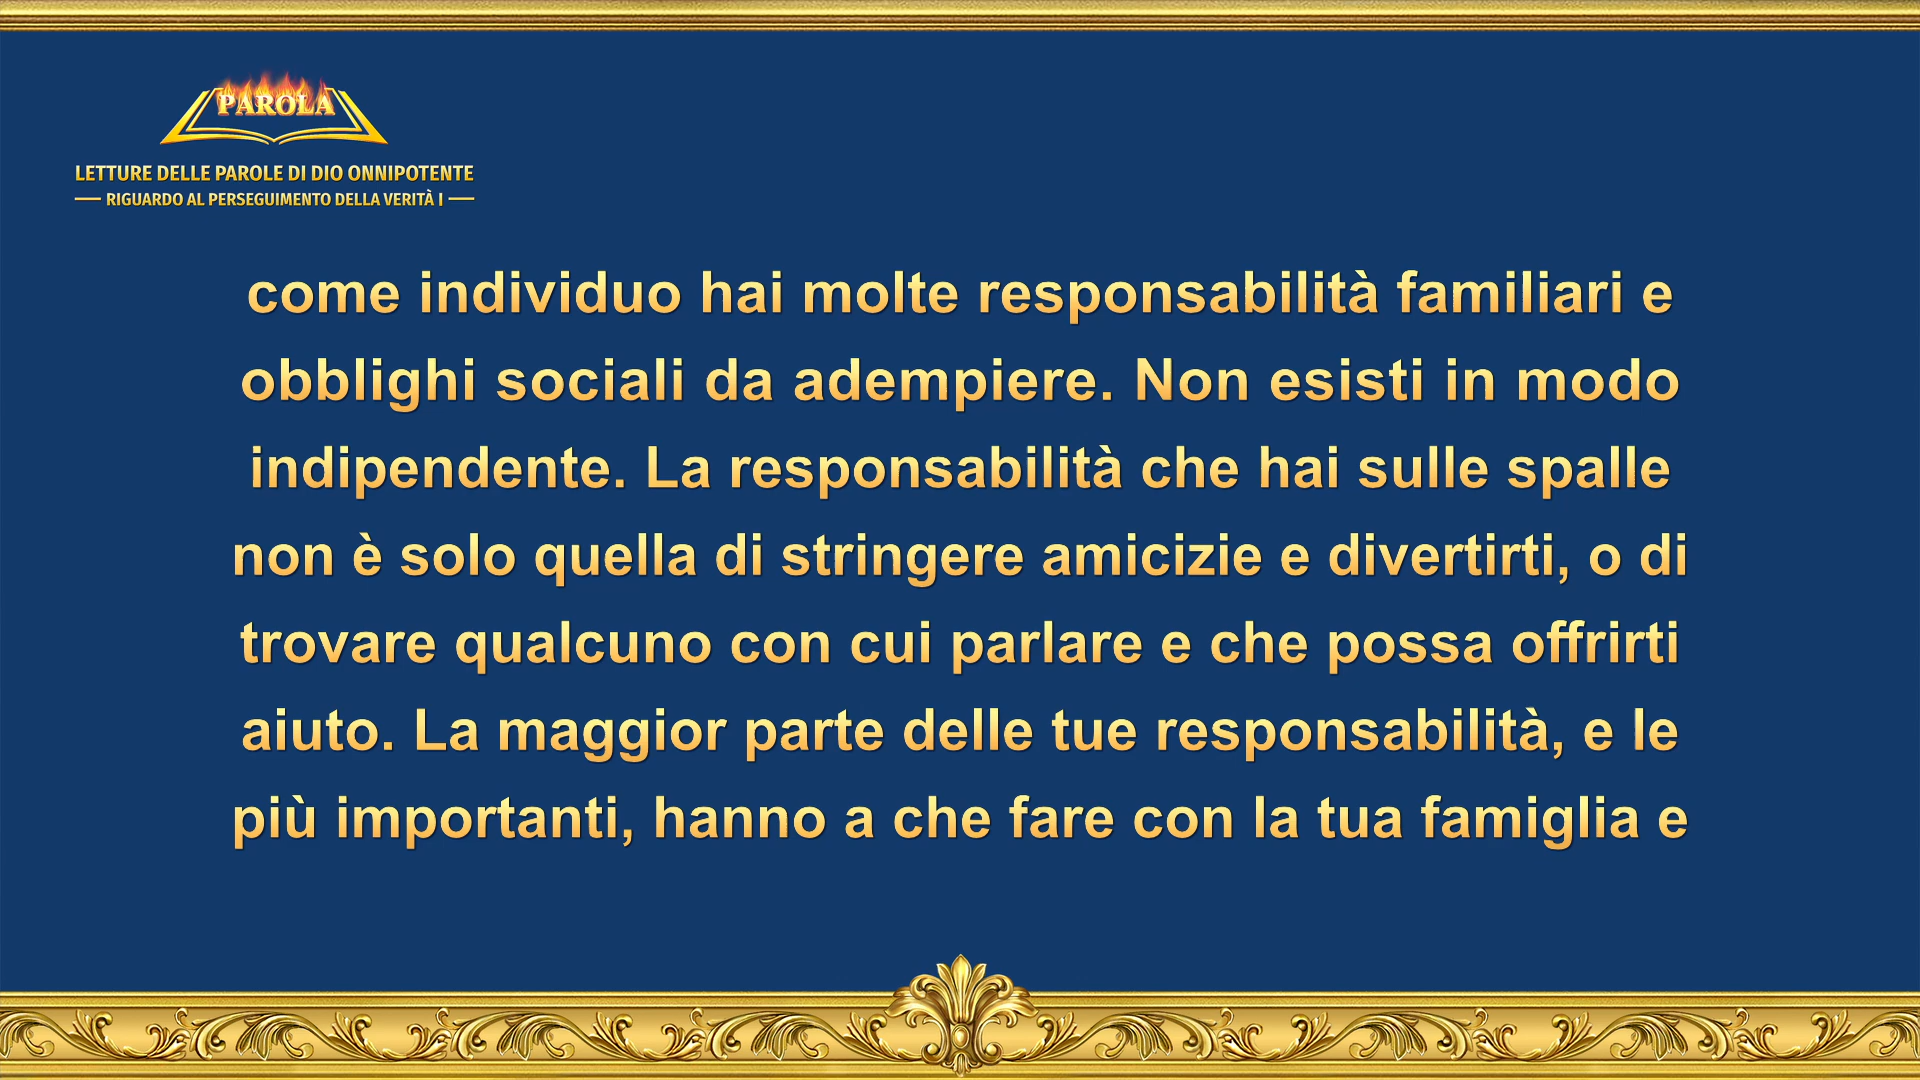 PAROLA
LETTURE DELLE PAROLE DI DIO ONNIPOTENTE
RIGUARDO AL PERSEGUIMENTO DELLA VERITÀ I
come individuo hai molte responsabilità familiari e
obblighi sociali da adempiere. Non esisti in modo
indipendente. La responsabilità che hai sulle spalle
non è solo quella di stringere amicizie e divertirti, o di
trovare qualcuno con cui parlare e che possa offrirti
aiuto. La maggior parte delle tue responsabilità, e le
più importanti, hanno a che fare con la tua famiglia e